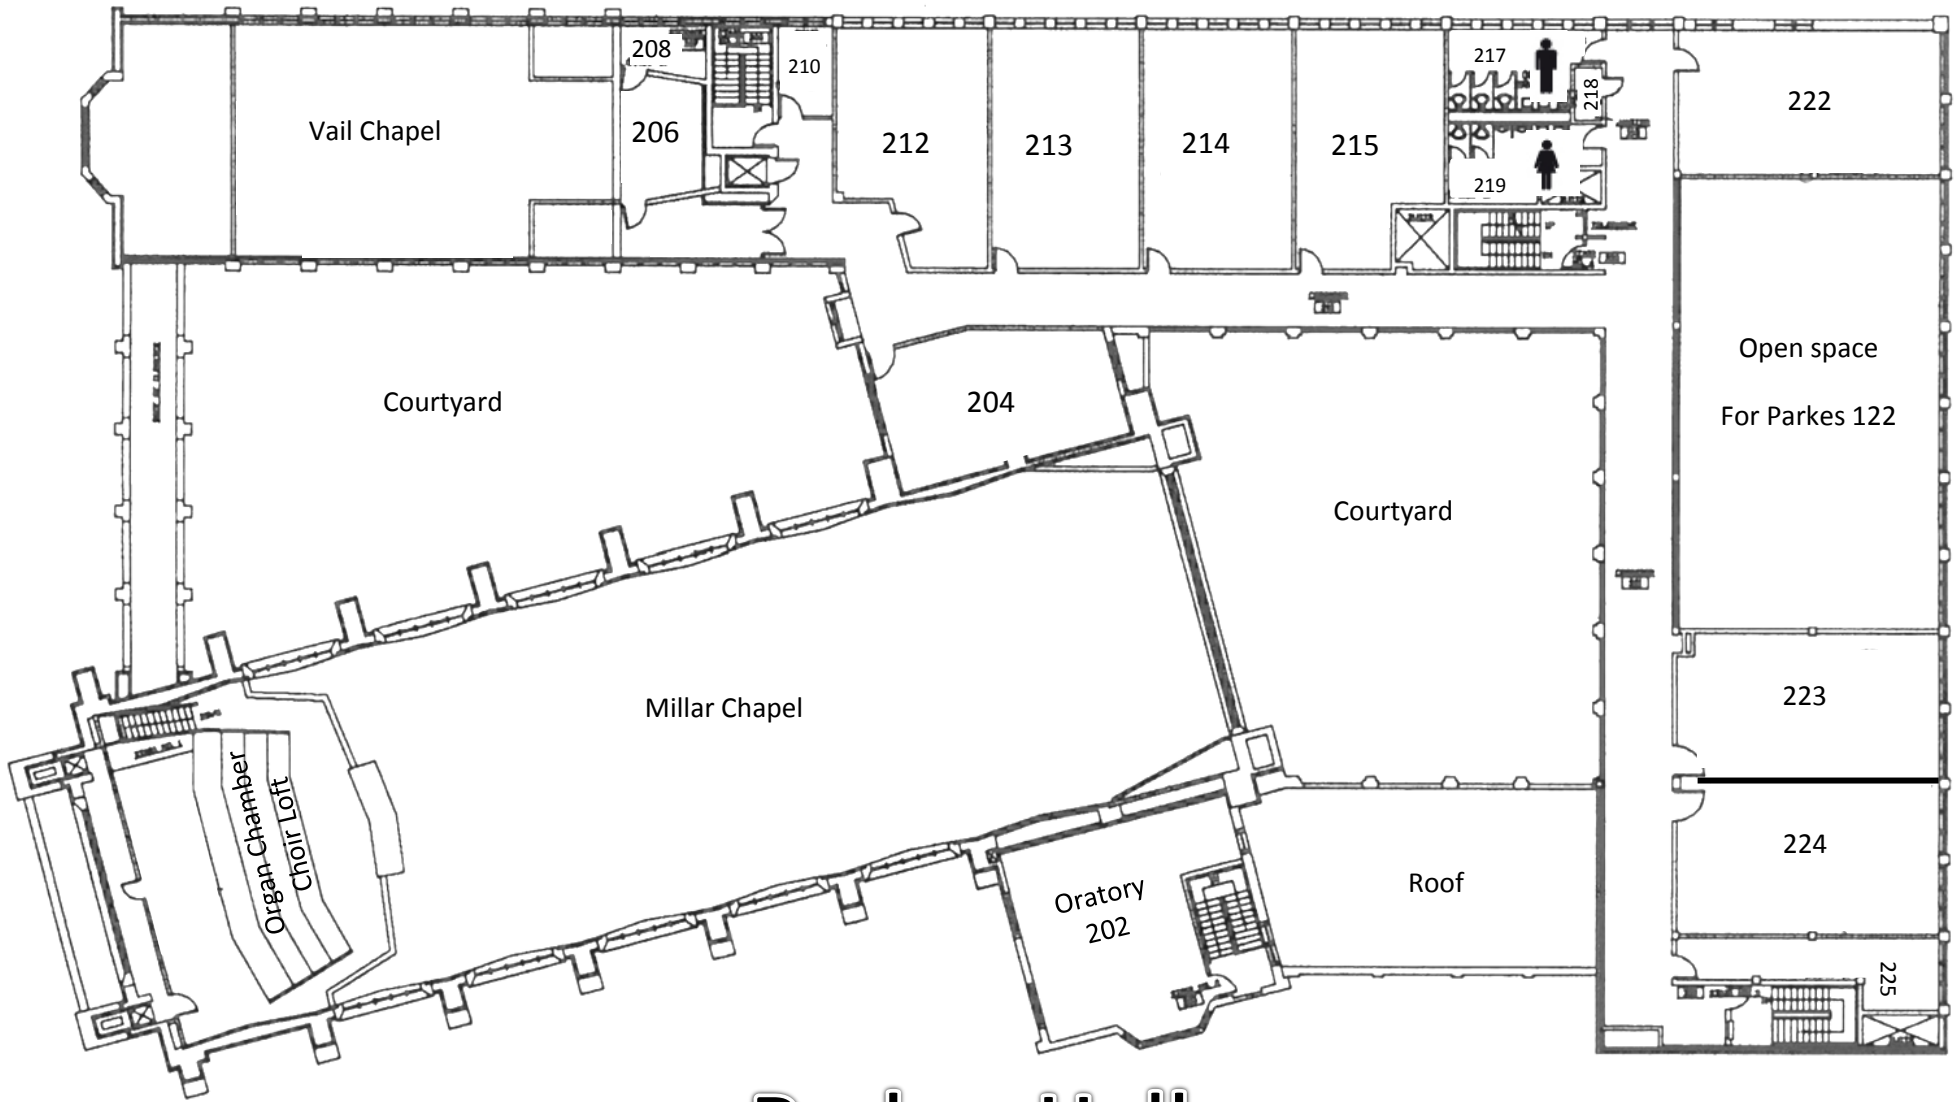 208
210
217
218
222
Vail Chapel
206
212
213
214
215
219
Open space
For Parkes 122
Courtyard
204
Courtyard
223
Millar Chapel
Organ Chamber
Choir Loft
224
Roof
Oratory
202
225